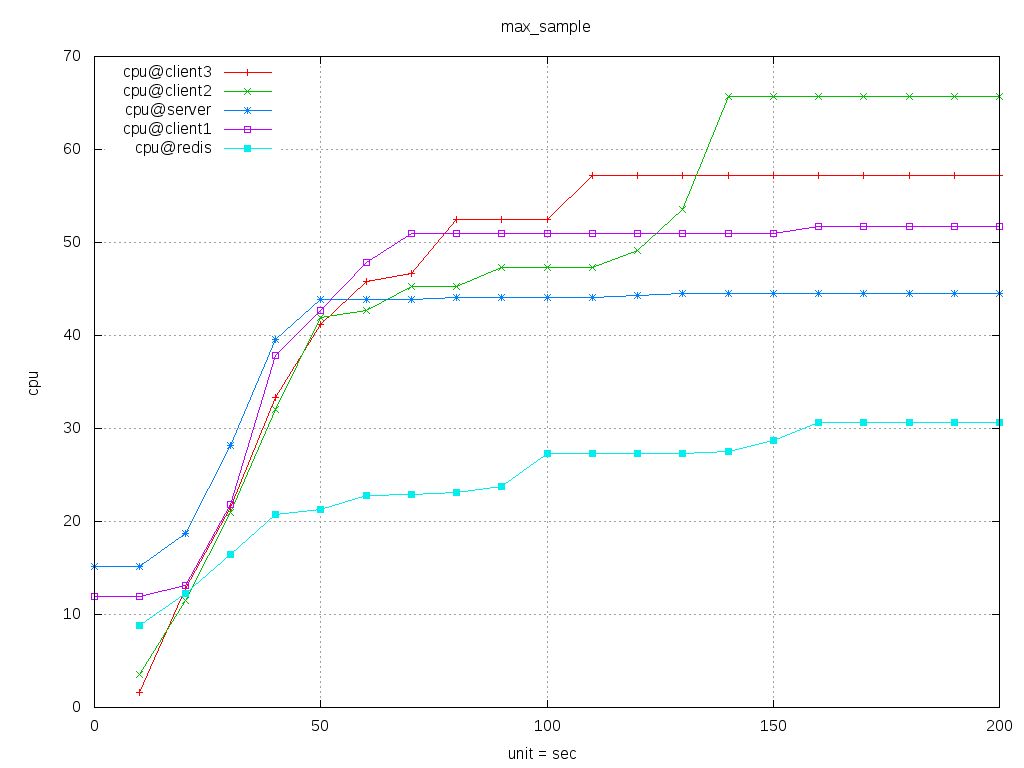 max_sample
cpu@client3
cpu@client2
cpu@server
cpu@client1
cpu@redis
70
60
50
40
30
20
10
0
cpu
0 50 100 150 200
unit = sec